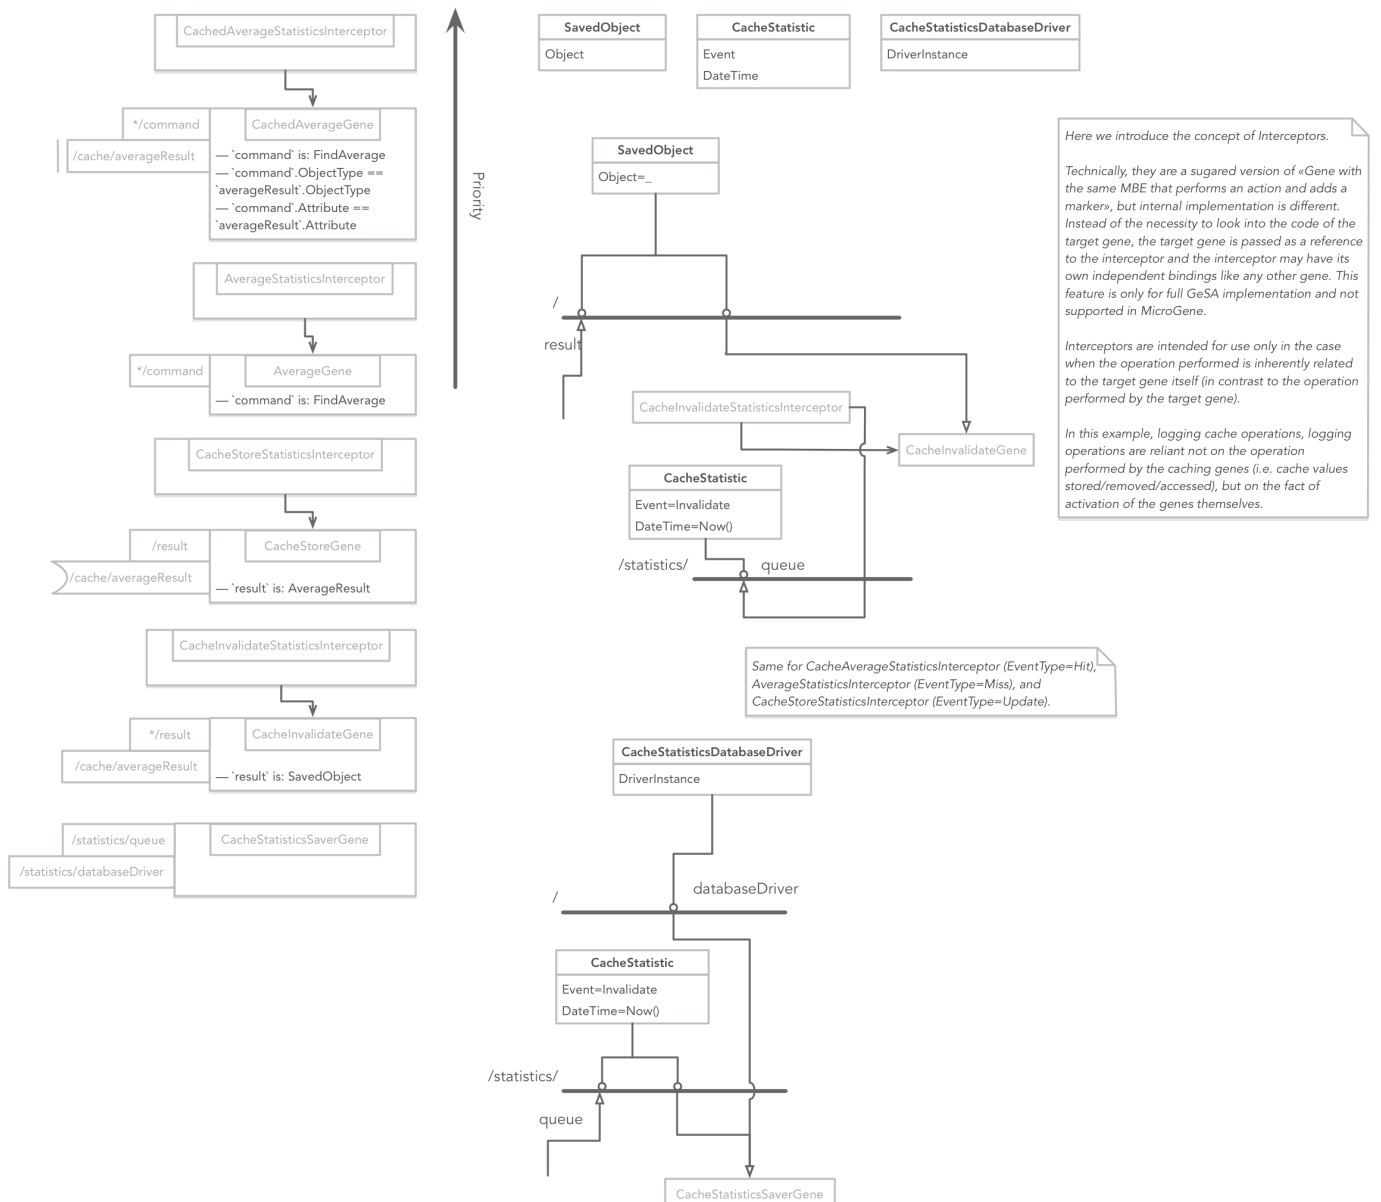 CachedAverageStatisticsInterceptor
*/command
CachedAverageGene
/cache/averageResult
— `command` is: FindAverage
— `command`.ObjectType ==
`averageResult`.ObjectType
— `command`.Attribute ==
`averageResult`.Attribute
AverageStatisticsInterceptor
*/command
AverageGene
— `command` is: FindAverage
CacheStoreStatisticsInterceptor
/result
CacheStoreGene
/cache/averageResult
— `result` is: AverageResult
CacheInvalidateStatisticsInterceptor
*/result
CacheInvalidateGene
/cache/averageResult
— `result` is: SavedObject
/statistics/queue
CacheStatisticsSaverGene
/statistics/databaseDriver
Priority
SavedObject
Object
CacheStatistic
Event
DateTime
CacheStatisticsDatabaseDriver
DriverInstance
SavedObject
Object=_
/
result
CacheInvalidateStatisticsInterceptor
CacheInvalidateGene
CacheStatistic
Event=Invalidate
DateTime=Now()
/statistics/
queue
Here we introduce the concept of Interceptors.
Technically, they are a sugared version of «Gene with
the same MBE that performs an action and adds a
marker», but internal implementation is different.
Instead of the necessity to look into the code of the
target gene, the target gene is passed as a reference
to the interceptor and the interceptor may have its
own independent bindings like any other gene. This
feature is only for full GeSA implementation and not
supported in MicroGene.
Interceptors are intended for use only in the case
when the operation performed is inherently related
to the target gene itself (in contrast to the operation
performed by the target gene).
In this example, logging cache operations, logging
operations are reliant not on the operation
performed by the caching genes (i.e. cache values
stored/removed/accessed), but on the fact of
activation of the genes themselves.
Same for CacheAverageStatisticsInterceptor (EventType=Hit),
AverageStatisticsInterceptor (EventType=Miss), and
CacheStoreStatisticsInterceptor (EventType=Update).
CacheStatisticsDatabaseDriver
DriverInstance
/
databaseDriver
CacheStatistic
Event=Invalidate
DateTime=Now()
/statistics/
queue
CacheStatisticsSaverGene